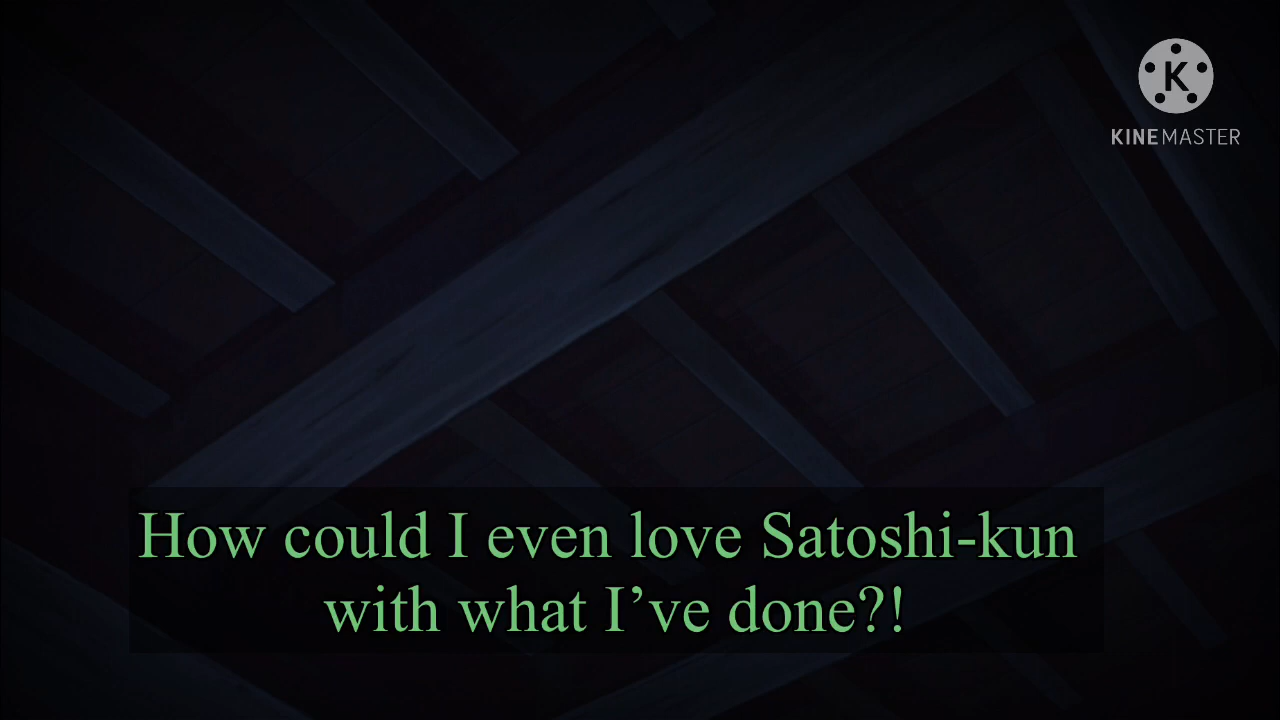 K
KINEMASTER
How could I even love Satoshi-kun
with what I’ve done?!